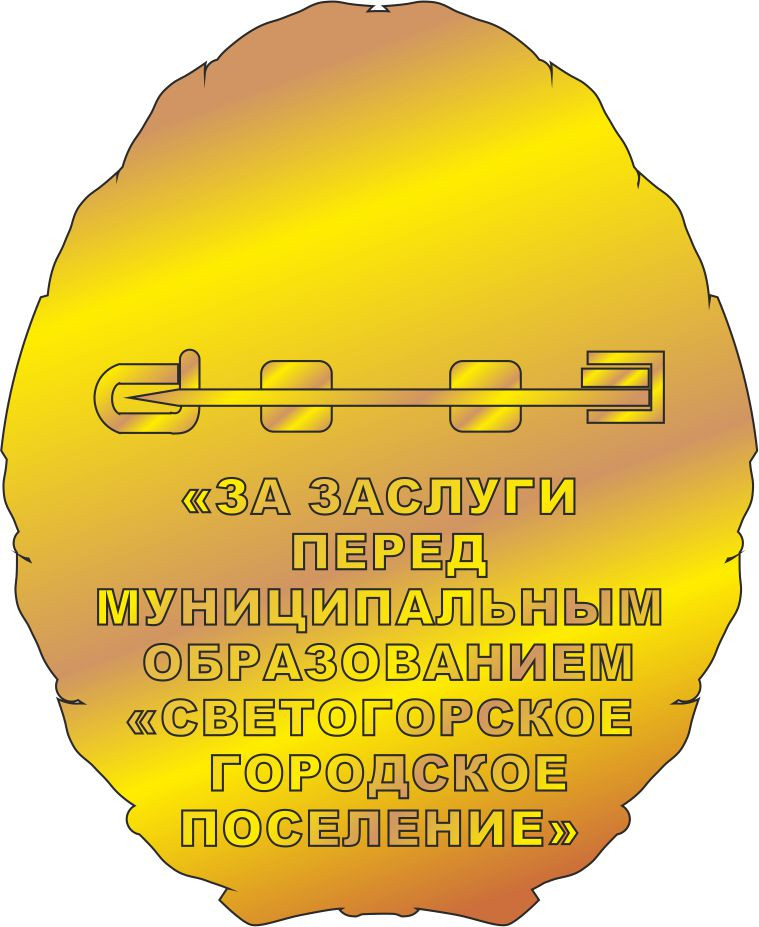 «ЗА ЗАСЛУГИ
ПЕРЕД
МУНИЦИПАЛЬНЫМ
ОБРАЗОВАНИЕМ
«СВЕТОГОРСКОЕ
ГОРОДСКОЕ
ПОСЕЛЕНИЕ»